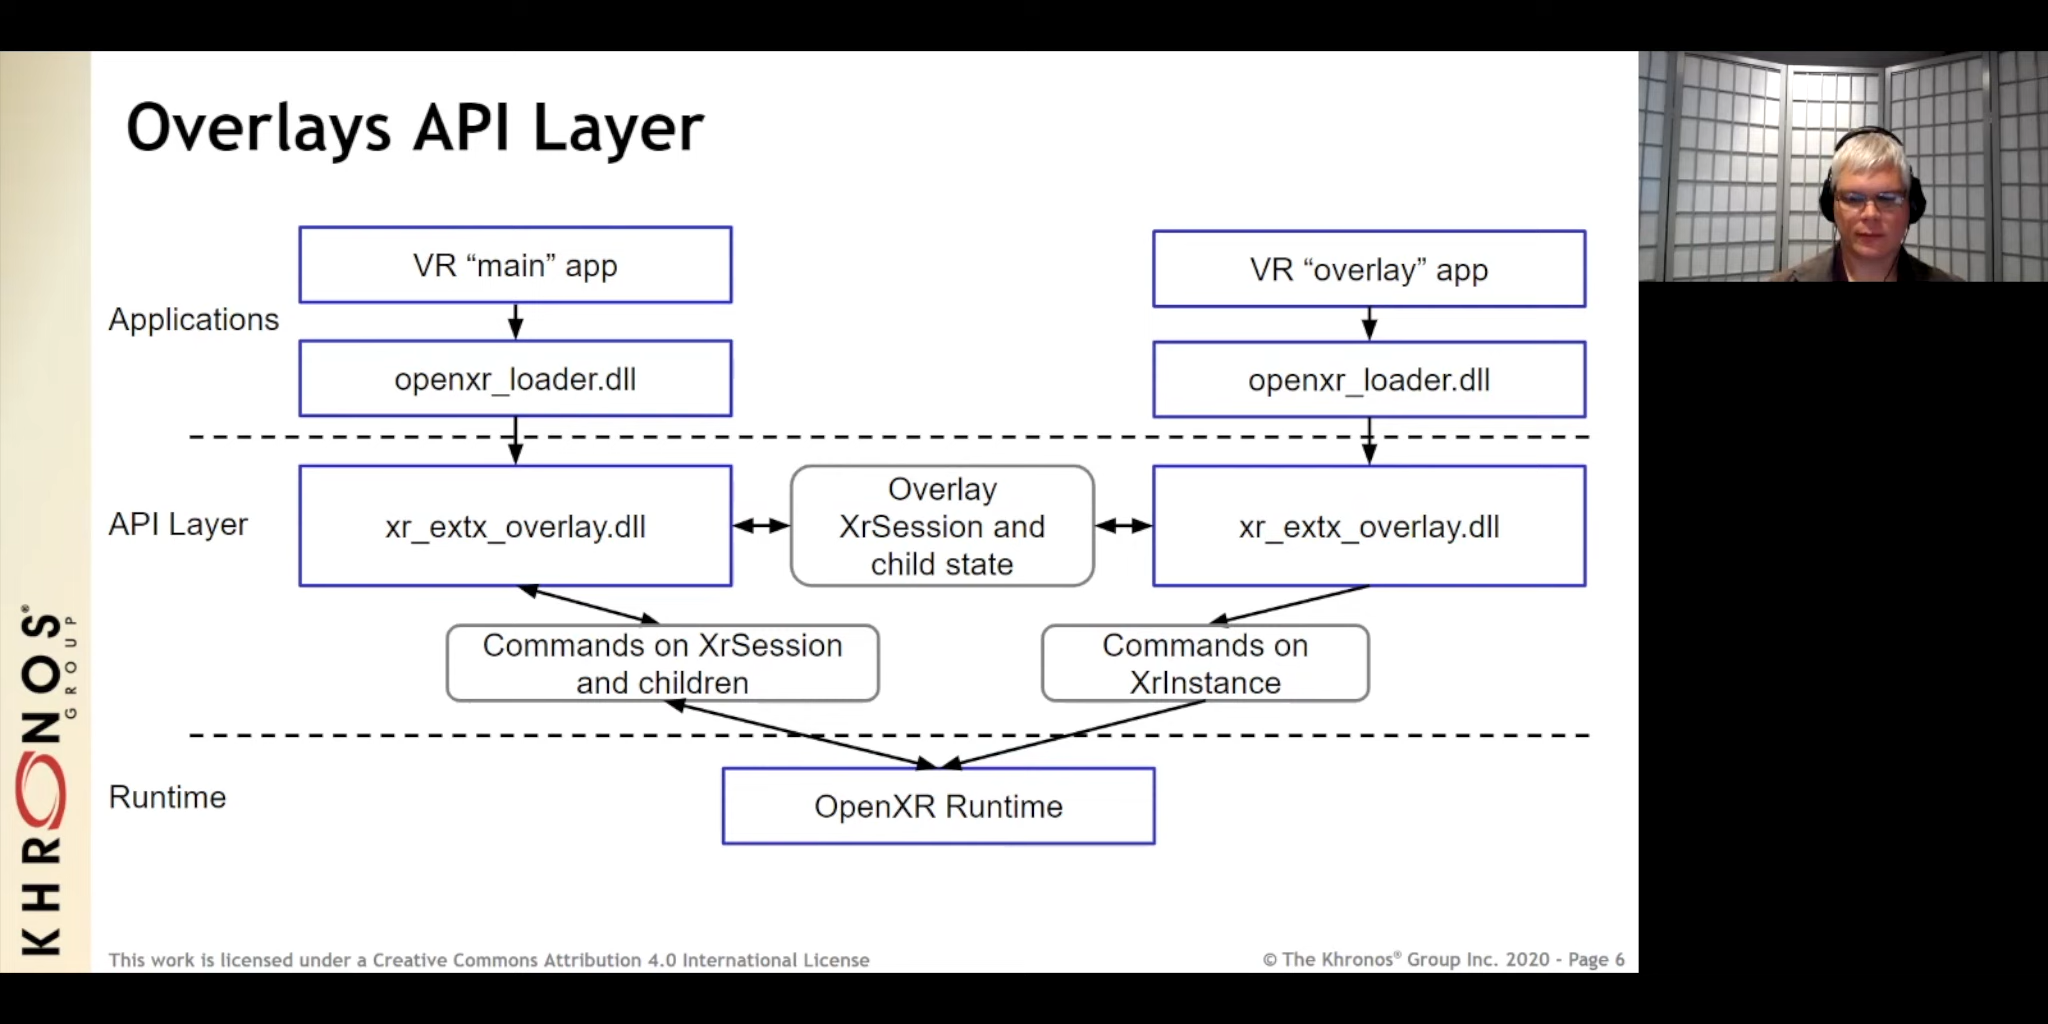 Overlays API Layer
VR “main” app
VR “overlay” app
Applications
openxr_loader.dll
openxr_loader.dll
API Layer
xr_extx_overlay.dll
Overlay
XrSession and
child state
xr_extx_overlay.dll
Commands on XrSession
and children
Commands on
XrInstance
Runtime
OpenXR Runtime
KHRONOS®
GROUP
This work is licensed under a Creative Commons Attribution 4.0 International License
© The Khronos® Group Inc. 2020 - Page 6